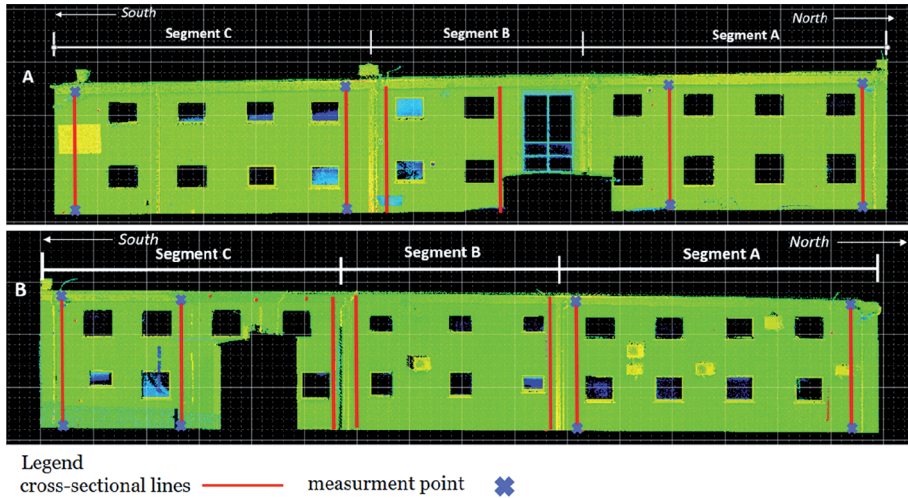 South
North
Segment C Segment B Segment A
A
South
North
Segment C Segment B Segment A
B
Legend
cross-sectional lines measurment point